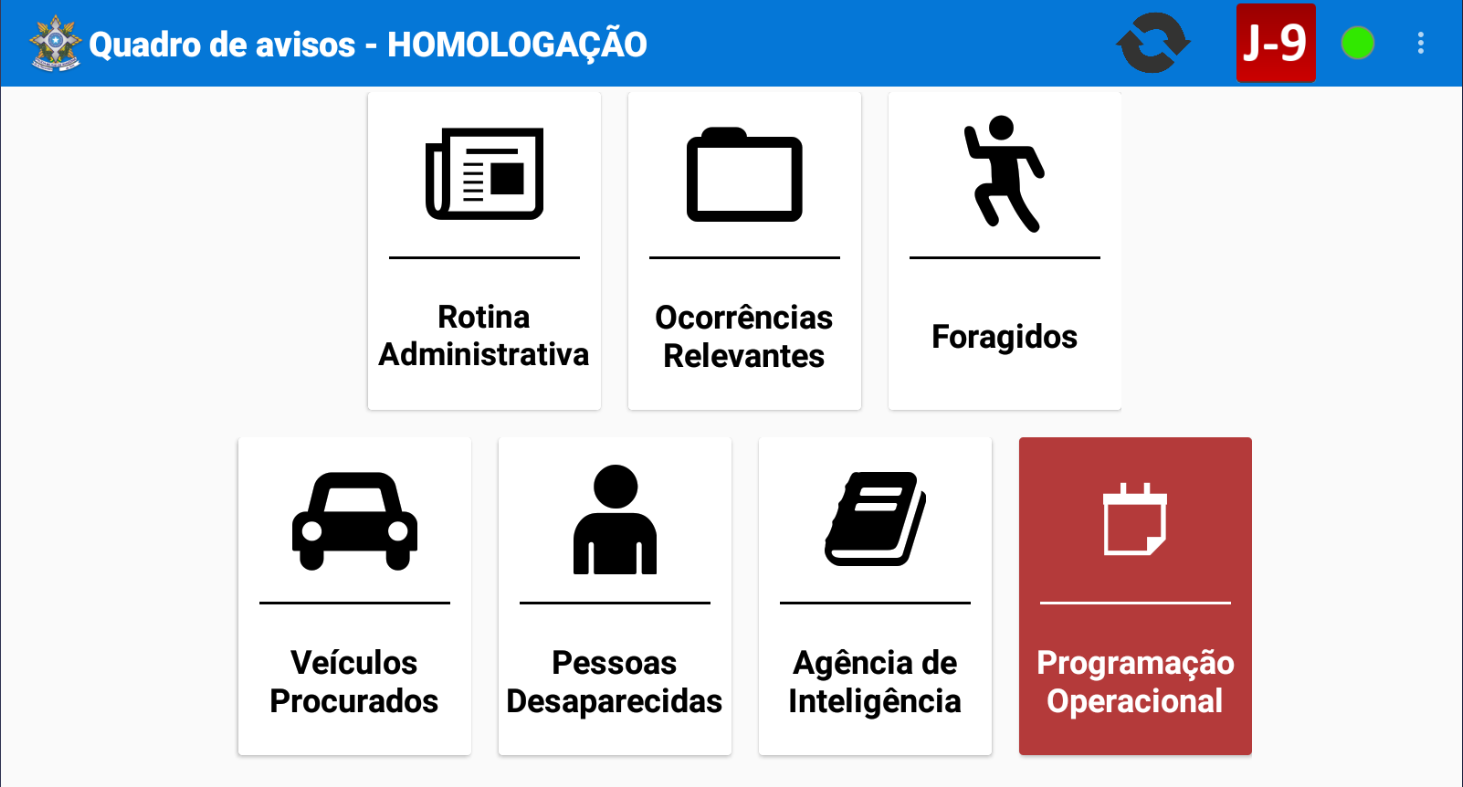 Quadro de avisos - HOMOLOGAÇÃO
J-9
Rotina
Administrativa
Ocorrências
Relevantes
Foragidos
Veículos
Procurados
Pessoas
Desaparecidas
Agência de
Inteligência
Programação
Operacional